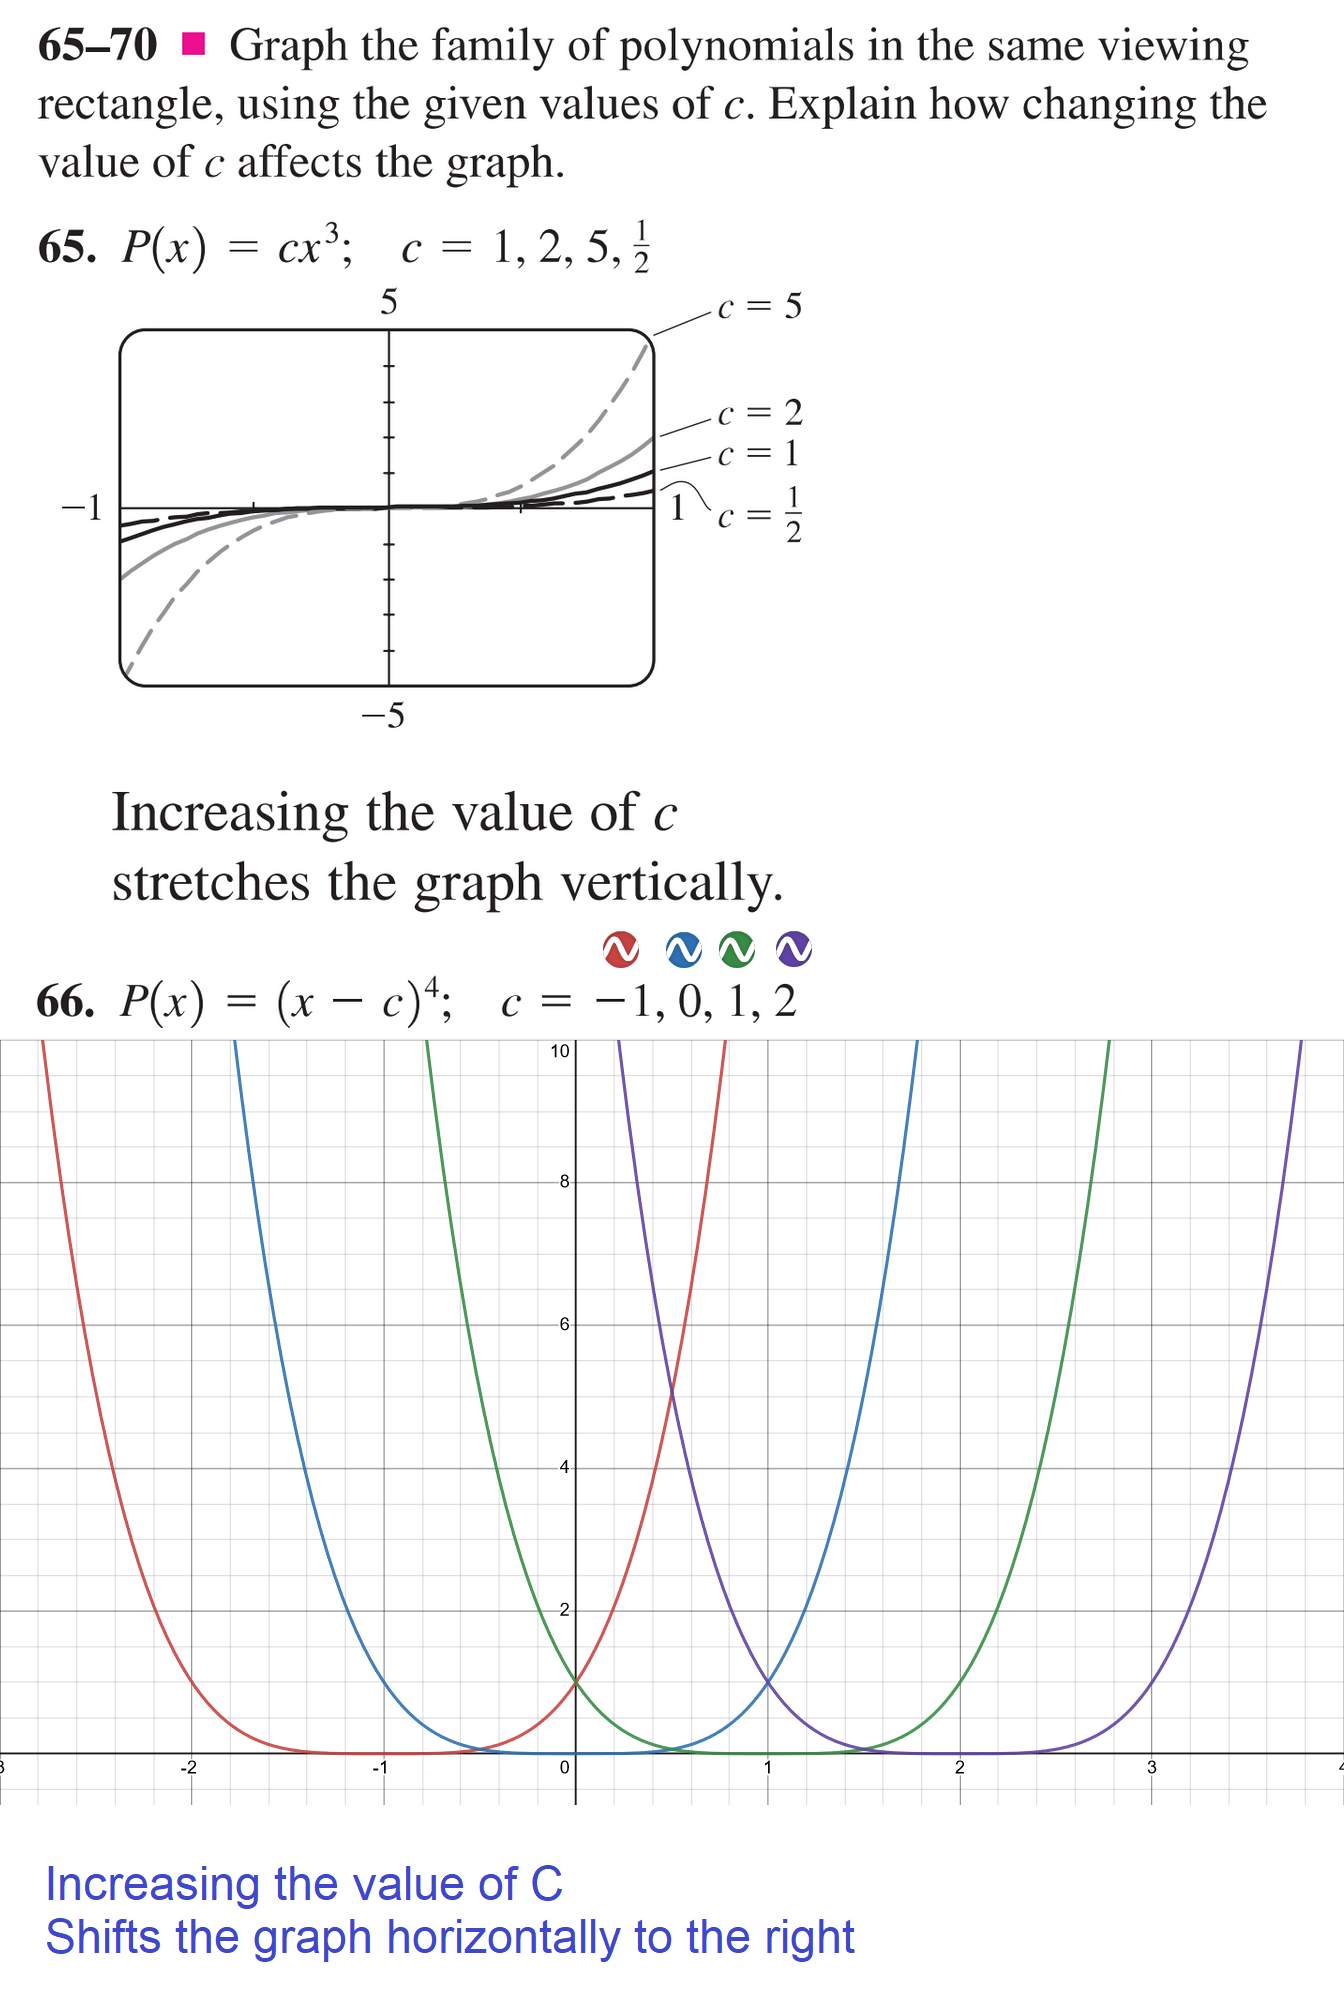 65–70 ■ Graph the family of polynomials in the same viewing
rectangle, using the given values of c. Explain how changing the
value of c affects the graph.
65. P(x) = cx³; c = 1, 2, 5, 1/2
5
c = 5
c = 2
c = 1
−1
1
c = 1/2
−5
Increasing the value of c
stretches the graph vertically.
66. P(x) = (x − c)⁴; c = −1, 0, 1, 2
10
8
6
4
2
3 -2 -1 0 1 2 3 4
Increasing the value of C
Shifts the graph horizontally to the right